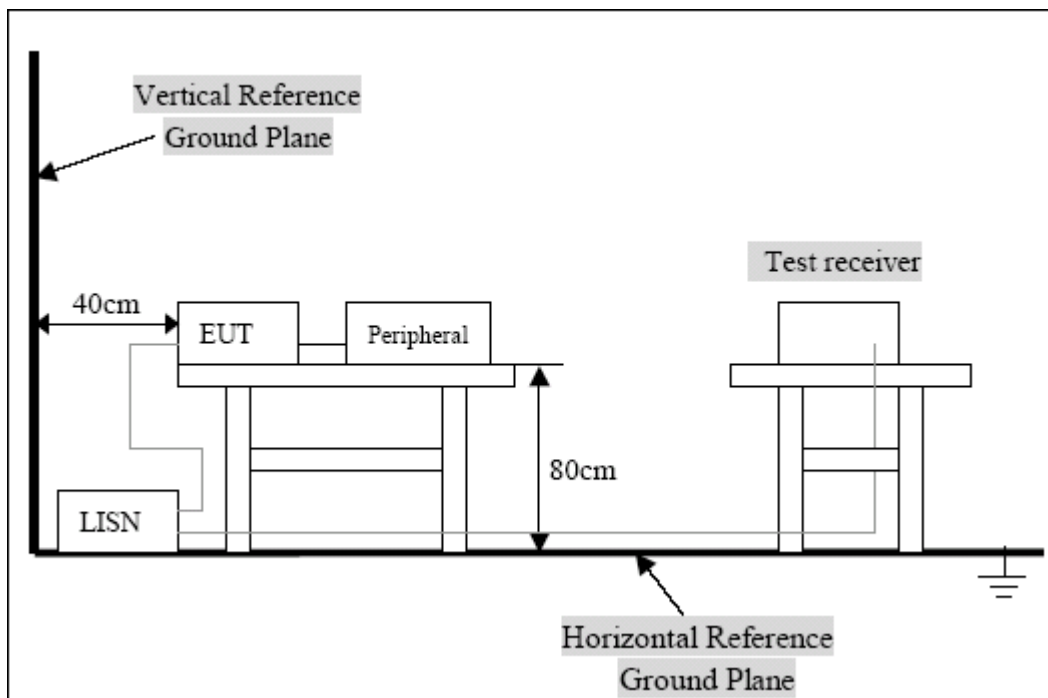 Vertical Reference
Ground Plane
Test receiver
40cm
EUT
Peripheral
80cm
LISN
Horizontal Reference
Ground Plane